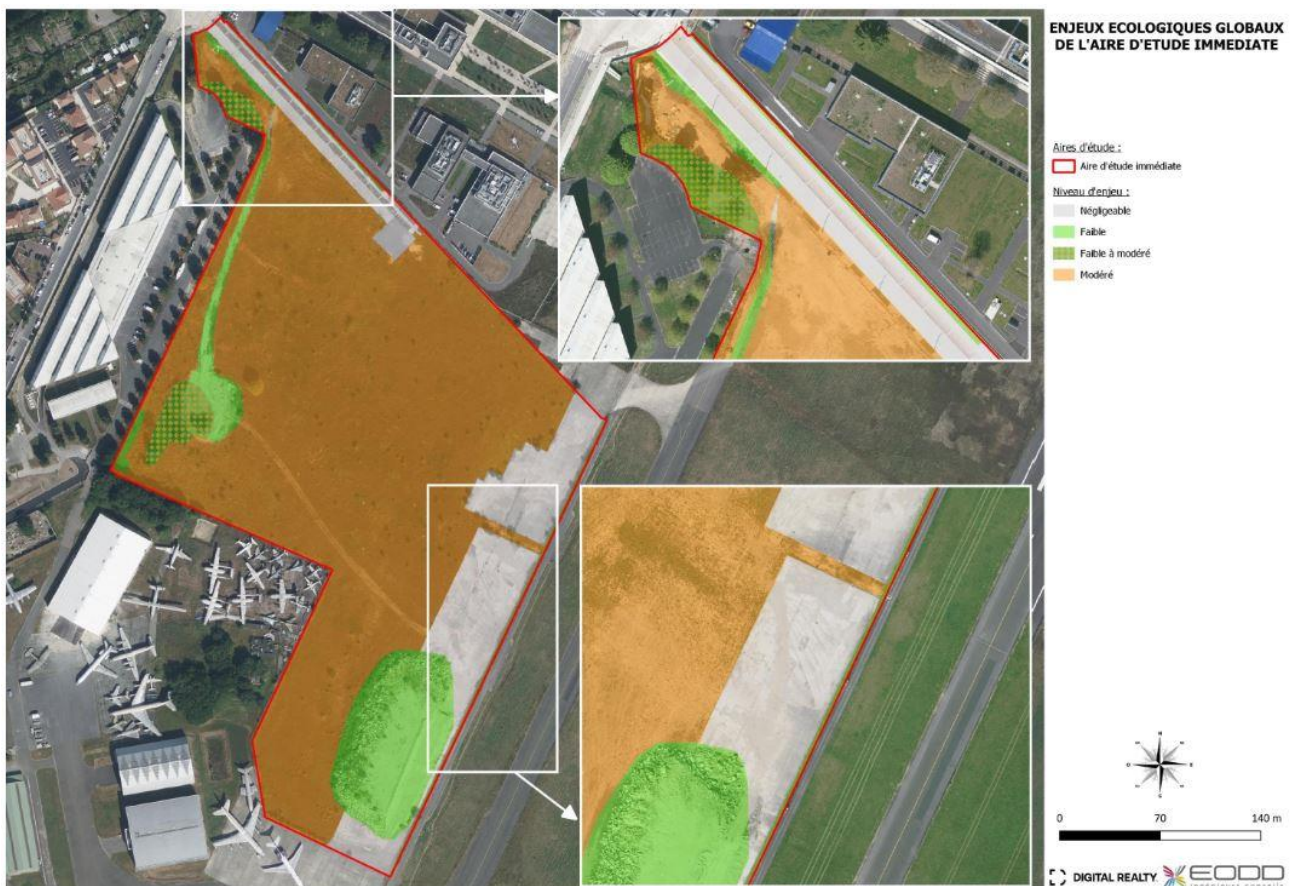 ENJEUX ECOLOGIQUES GLOBAUX
DE L'AIRE D'ETUDE IMMEDIATE
Aires d'étude :
Aire d'étude immédiate
Niveau d'enjeu :
Négligeable
Faible
Faible à modéré
Modéré
N
O
E
S
0
70
140 m
DIGITAL REALTY
EODD